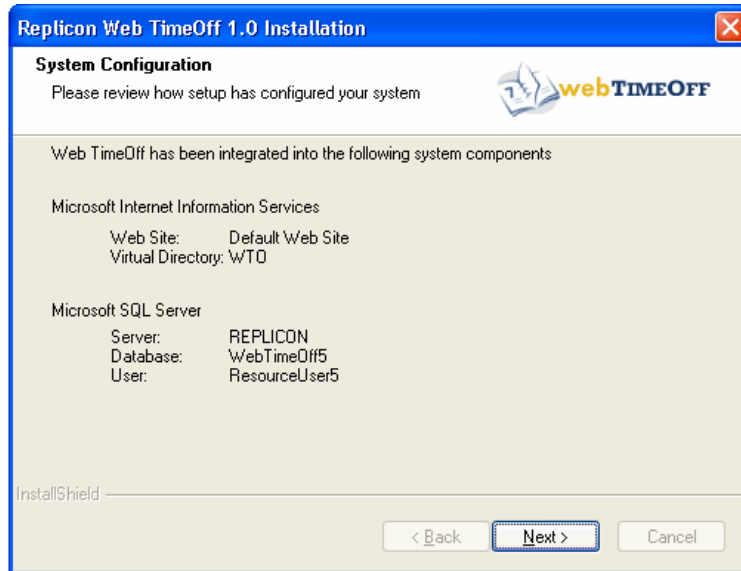 Replicon Web TimeOff 1.0 Installation
System Configuration
Please review how setup has configured your system
webTIMEOFF
Web TimeOff has been integrated into the following system components
Microsoft Internet Information Services
Web Site: Default Web Site
Virtual Directory: WTO
Microsoft SQL Server
Server: REPLICON
Database: WebTimeOff5
User: ResourceUser5
InstallShield
< Back Next > Cancel